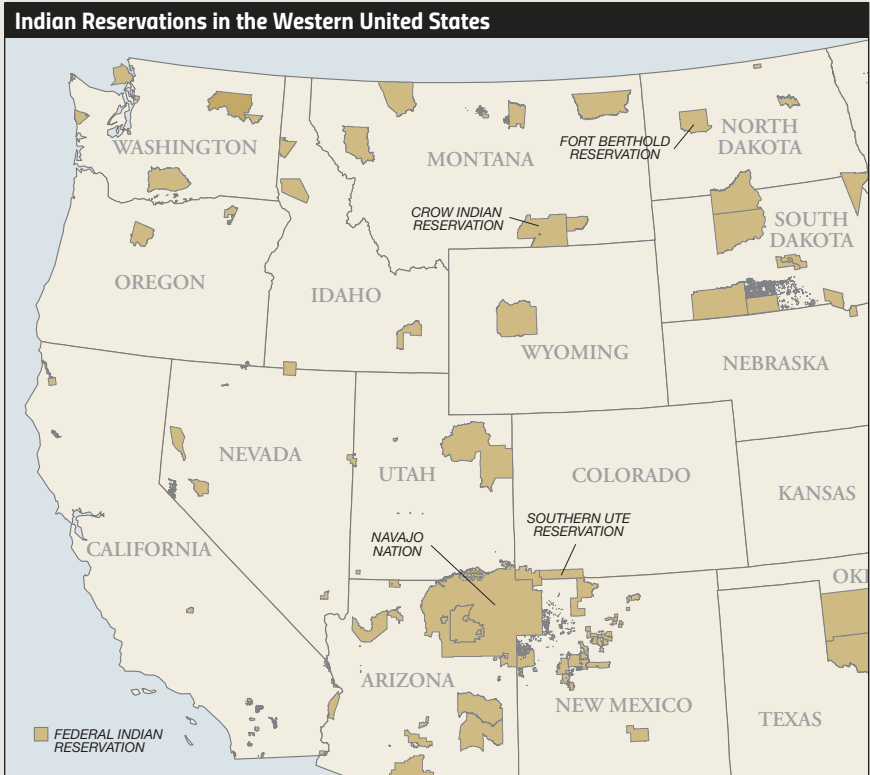 Indian Reservations in the Western United States
WASHINGTON
MONTANA
FORT BERTHOLD
RESERVATION
NORTH
DAKOTA
CROW INDIAN
RESERVATION
SOUTH
DAKOTA
OREGON
IDAHO
WYOMING
NEBRASKA
NEVADA
UTAH
COLORADO
KANSAS
NAVAJO
NATION
SOUTHERN UTE
RESERVATION
CALIFORNIA
OKL
ARIZONA
NEW MEXICO
TEXAS
FEDERAL INDIAN
RESERVATION